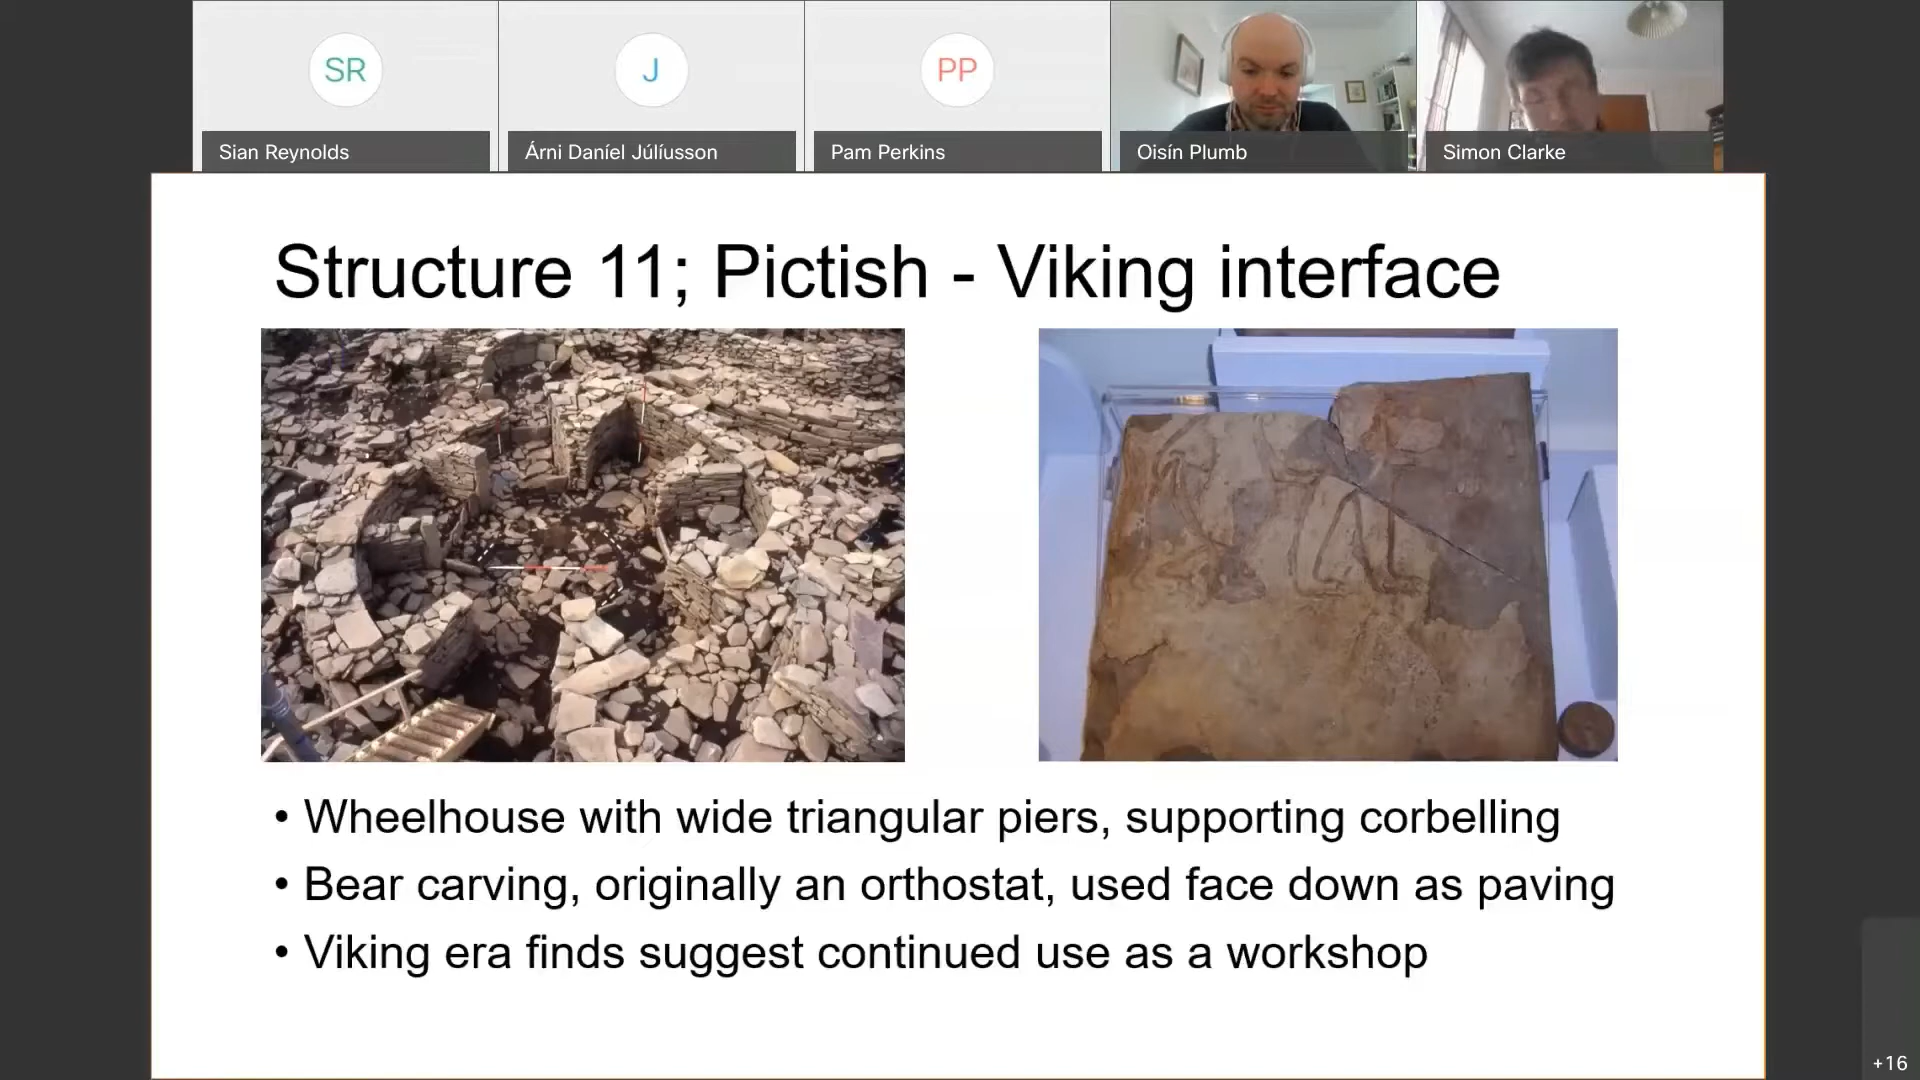 SR
J
PP
Sian Reynolds
Árni Daníel Júlíusson
Pam Perkins
Oisín Plumb
Simon Clarke
Structure 11; Pictish - Viking interface
• Wheelhouse with wide triangular piers, supporting corbelling
• Bear carving, originally an orthostat, used face down as paving
• Viking era finds suggest continued use as a workshop
+16